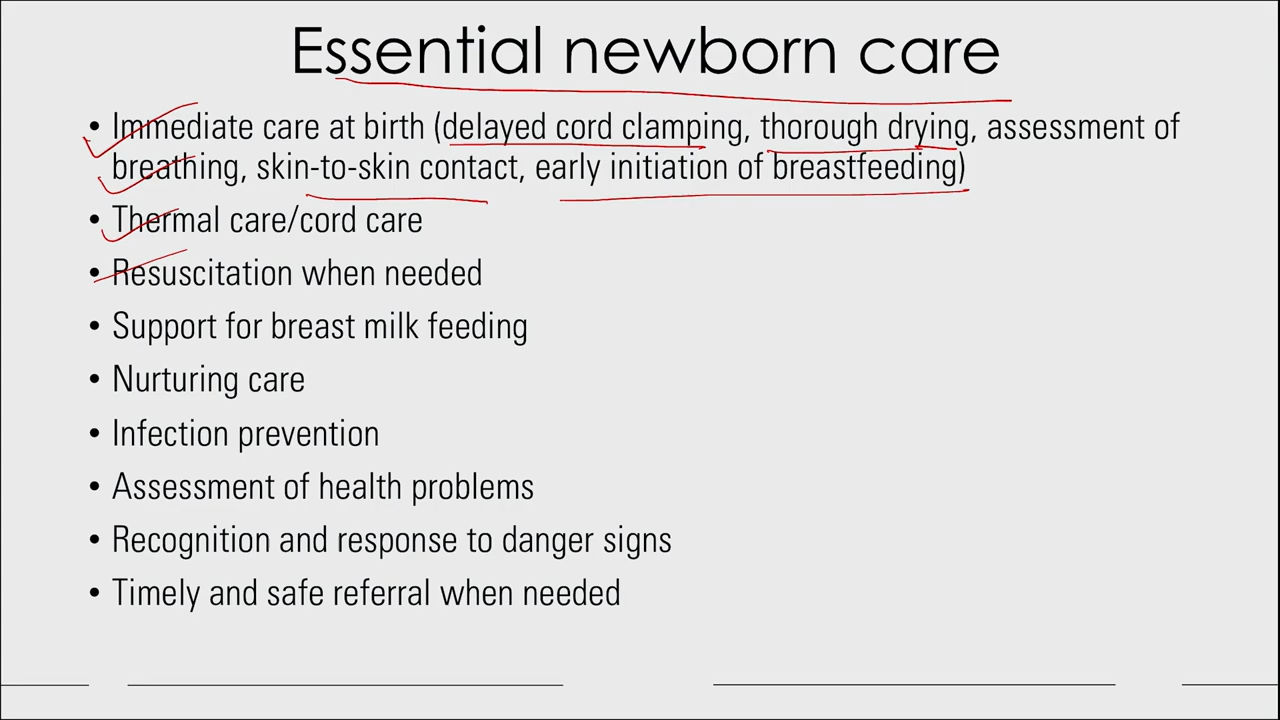 Essential newborn care
• Immediate care at birth (delayed cord clamping, thorough drying, assessment of
breathing, skin-to-skin contact, early initiation of breastfeeding)
• Thermal care/cord care
• Resuscitation when needed
• Support for breast milk feeding
• Nurturing care
• Infection prevention
• Assessment of health problems
• Recognition and response to danger signs
• Timely and safe referral when needed